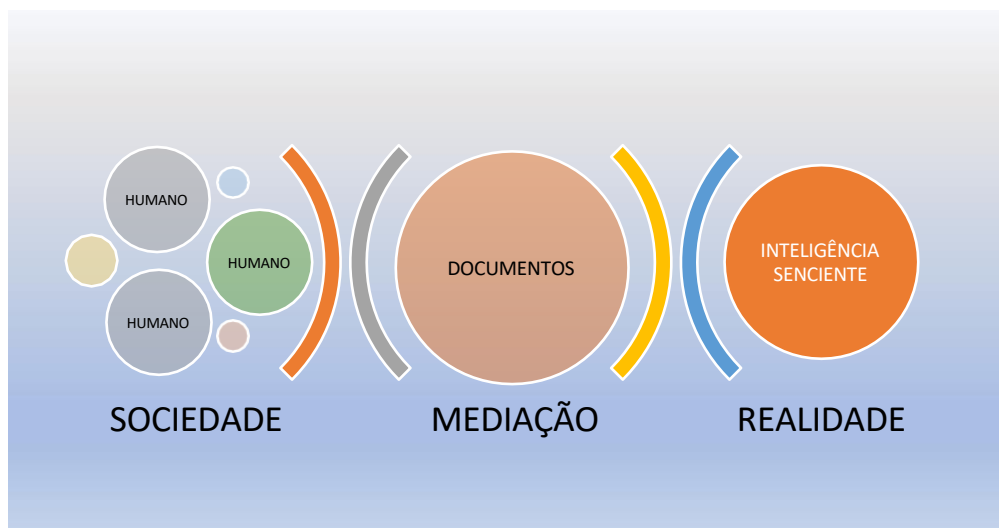 HUMANO
HUMANO
HUMANO
DOCUMENTOS
INTELIGÊNCIA
SENCIENTE
SOCIEDADE
MEDIAÇÃO
REALIDADE